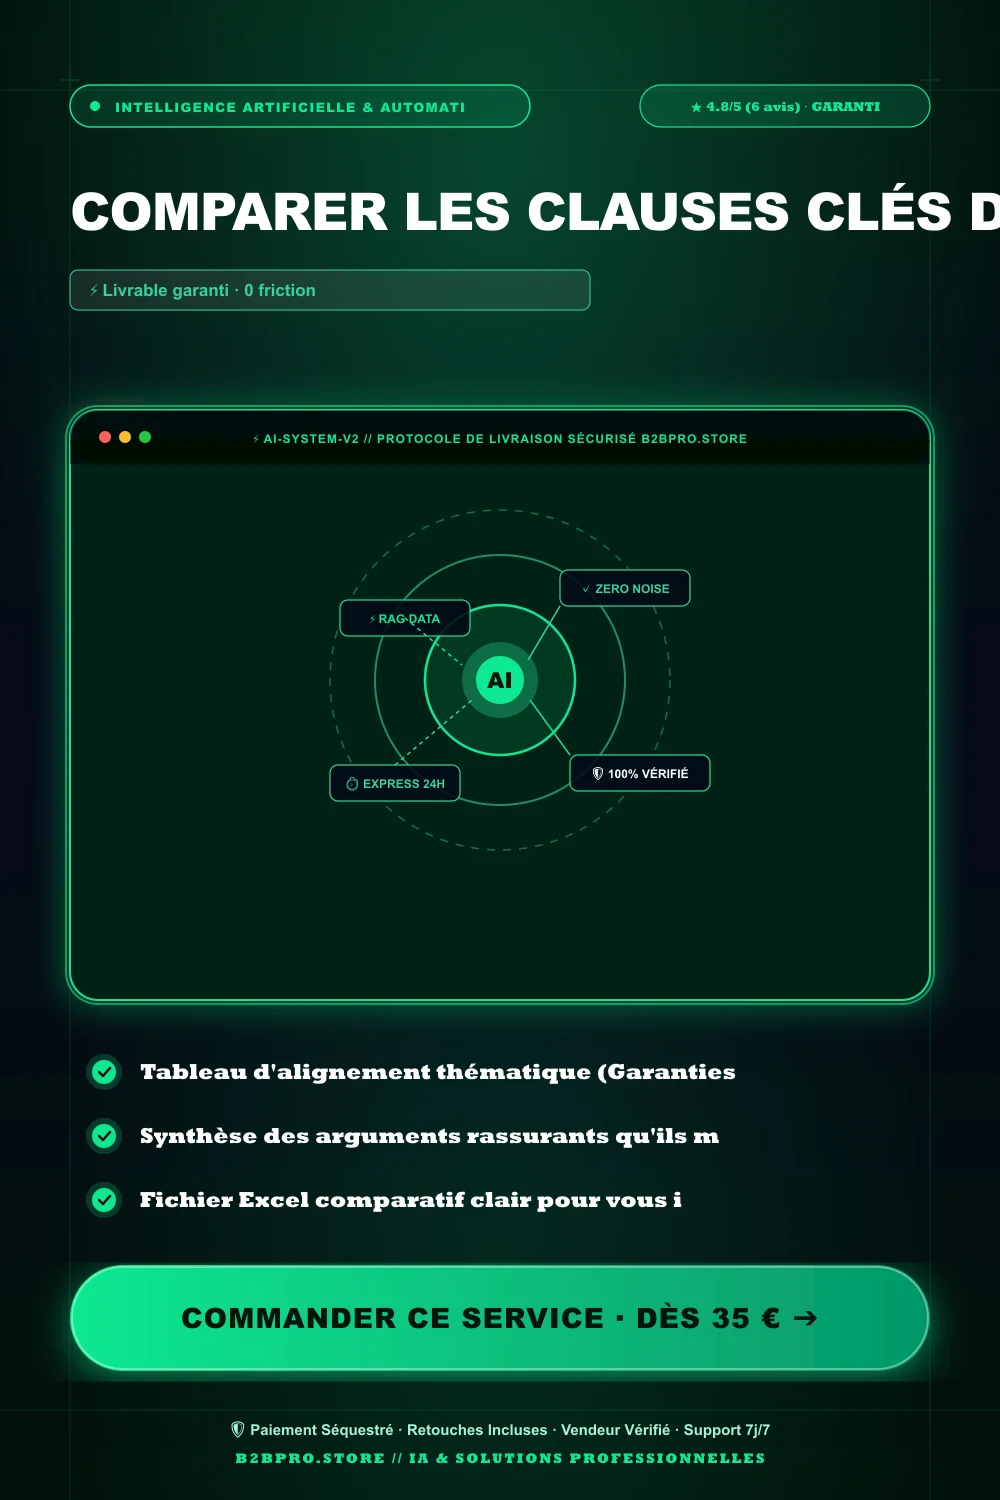 INTELLIGENCE ARTIFICIELLE & AUTOMATI
★ 4.8/5 (6 avis) · GARANTI
COMPARER LES CLAUSES CLÉS D
⚡ Livrable garanti · 0 friction
⚡ AI-SYSTEM-V2 // PROTOCOLE DE LIVRAISON SÉCURISÉ B2BPRO.STORE
✓ ZERO NOISE
⚡ RAG-DATA
AI
🛡 100% VÉRIFIÉ
⏱ EXPRESS 24H
Tableau d'alignement thématique (Garanties
Synthèse des arguments rassurants qu'ils m
Fichier Excel comparatif clair pour vous i
COMMANDER CE SERVICE · DÈS 35 € ➔
🛡 Paiement Séquestré · Retouches Incluses · Vendeur Vérifié · Support 7j/7
B2BPRO.STORE // IA & SOLUTIONS PROFESSIONNELLES